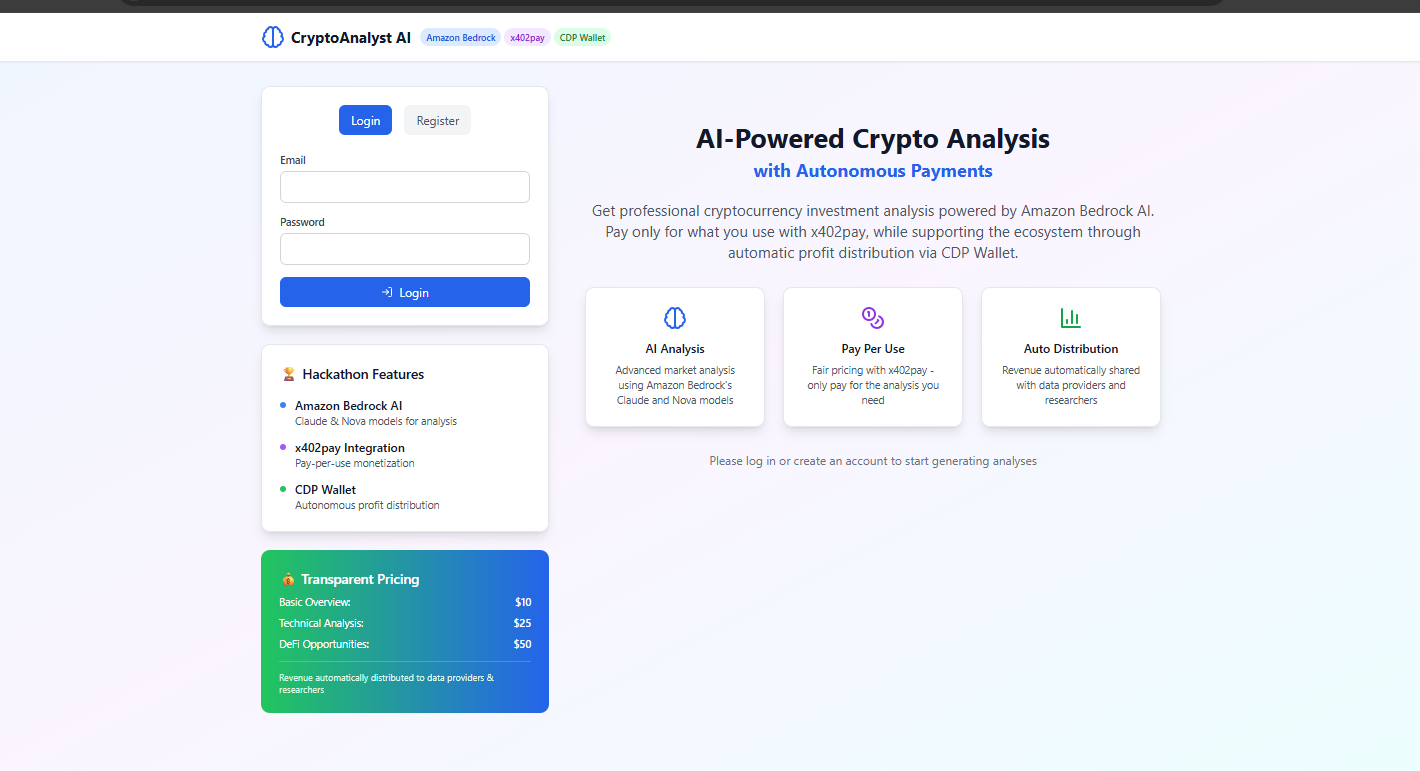 CryptoAnalyst AI
Amazon Bedrock
x402pay
CDP Wallet
Login
Register
Email
Password
Login
Hackathon Features
Amazon Bedrock AI
Claude & Nova models for analysis
x402pay Integration
Pay-per-use monetization
CDP Wallet
Autonomous profit distribution
Transparent Pricing
Basic Overview: $10
Technical Analysis: $25
DeFi Opportunities: $50
Revenue automatically distributed to data providers &
researchers
AI-Powered Crypto Analysis
with Autonomous Payments
Get professional cryptocurrency investment analysis powered by Amazon Bedrock AI.
Pay only for what you use with x402pay, while supporting the ecosystem through
automatic profit distribution via CDP Wallet.
AI Analysis
Advanced market analysis
using Amazon Bedrock's
Claude and Nova models
Pay Per Use
Fair pricing with x402pay -
only pay for the analysis you
need
Auto Distribution
Revenue automatically shared
with data providers and
researchers
Please log in or create an account to start generating analyses